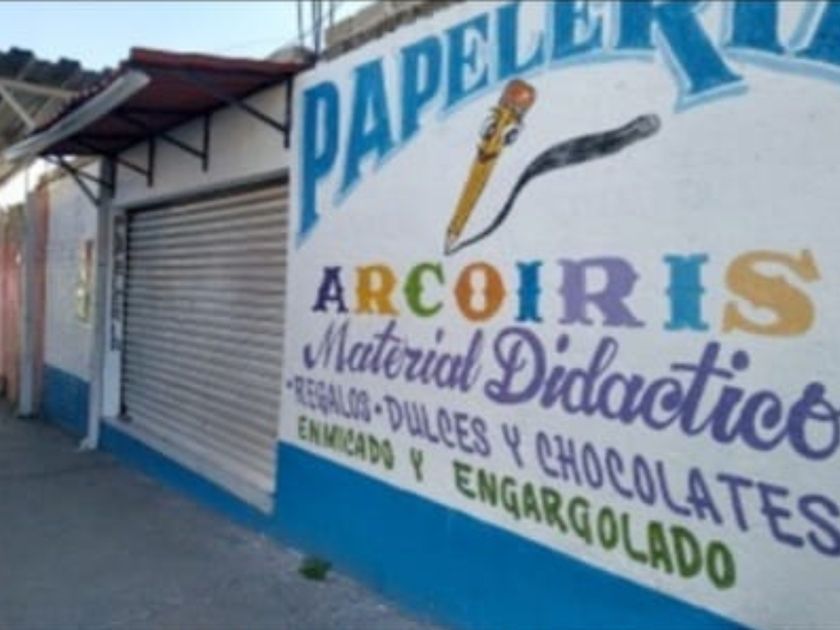 PAPELERIA
ARCOIRIS
Material Didactico
• REGALOS • DULCES Y CHOCOLATES
ENMICADO Y ENGARGOLADO